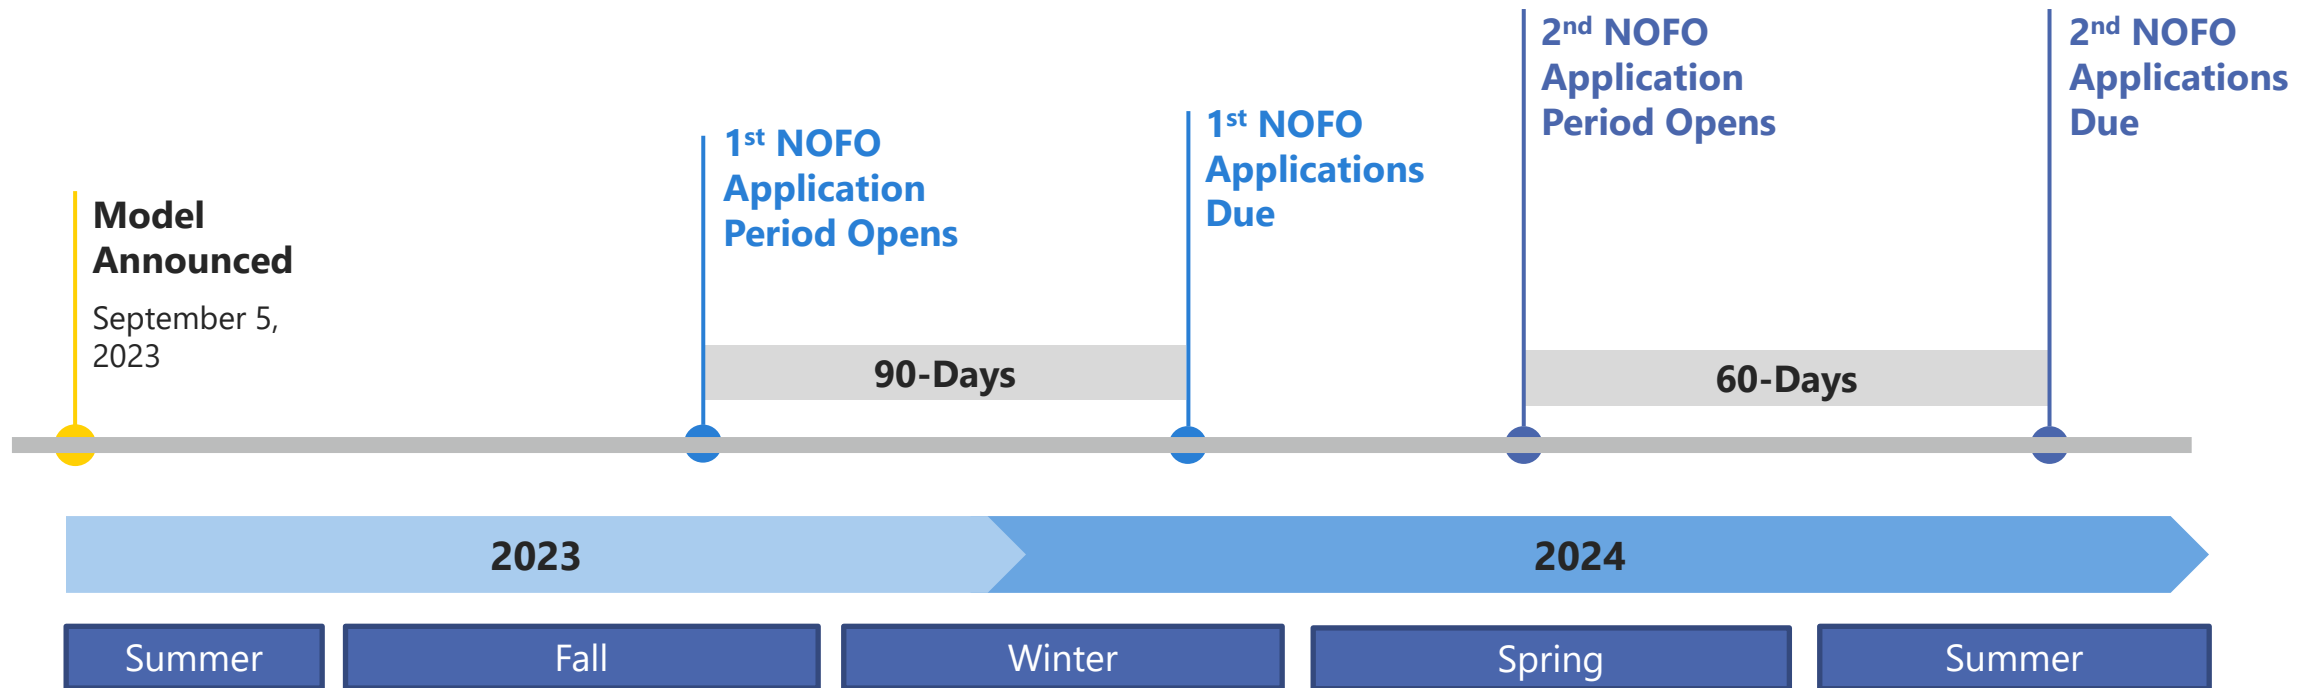 Model
Announced
September 5,
2023
1st NOFO
Application
Period Opens
1st NOFO
Applications
Due
2nd NOFO
Application
Period Opens
2nd NOFO
Applications
Due
90-Days
60-Days
2023
2024
Summer
Fall
Winter
Spring
Summer